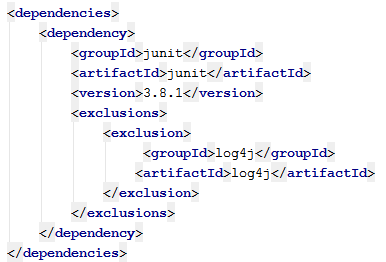 <dependencies>
    <dependency>
        <groupId>junit</groupId>
        <artifactId>junit</artifactId>
        <version>3.8.1</version>
        <exclusions>
            <exclusion>
                 <groupId>log4j</groupId>
                <artifactId>log4j</artifactId>
            </exclusion>
        </exclusions>
    </dependency>
</dependencies>